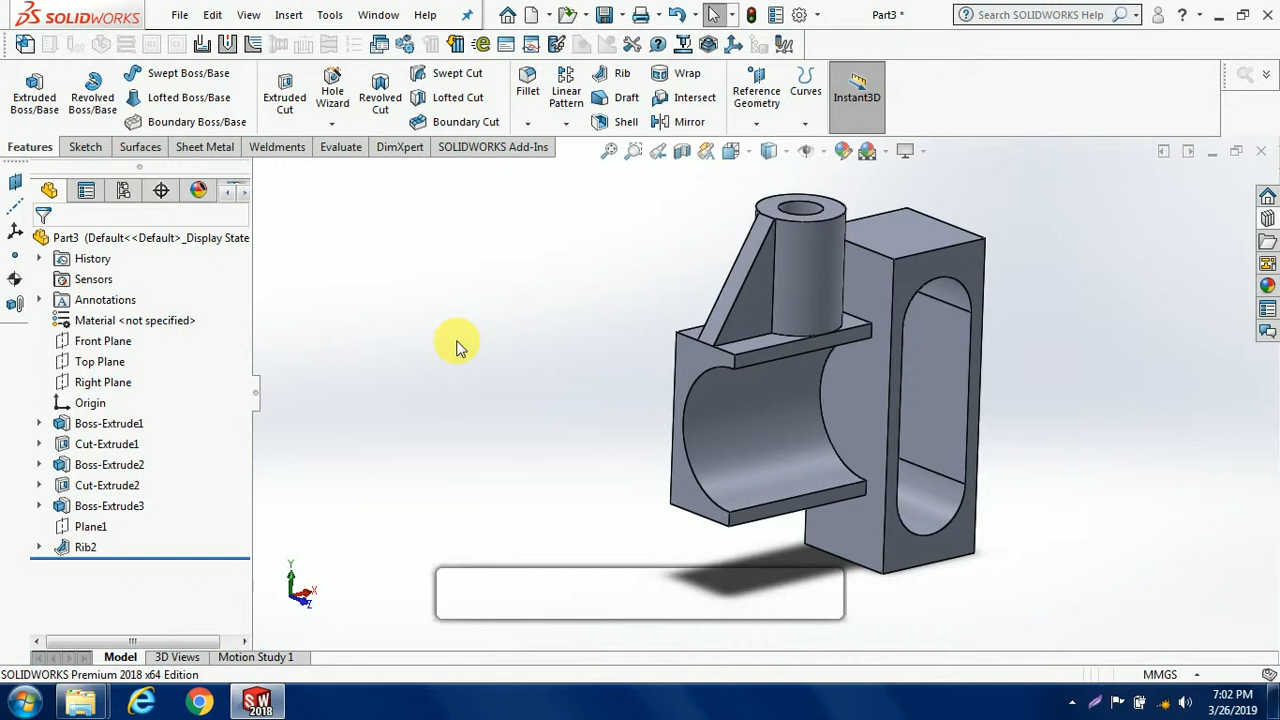 SOLIDWORKS File Edit View Insert Tools Window Help Part3 * Search SOLIDWORKS Help
Extruded Boss/Base
Revolved Boss/Base
Swept Boss/Base
Lofted Boss/Base
Boundary Boss/Base
Extruded Cut
Hole Wizard
Revolved Cut
Swept Cut
Lofted Cut
Boundary Cut
Fillet
Linear Pattern
Rib
Draft
Shell
Wrap
Intersect
Mirror
Reference Geometry
Curves
Instant3D
Features Sketch Surfaces Sheet Metal Weldments Evaluate DimXpert SOLIDWORKS Add-Ins
Part3 (Default<<Default>_Display State
History
Sensors
Annotations
Material <not specified>
Front Plane
Top Plane
Right Plane
Origin
Boss-Extrude1
Cut-Extrude1
Boss-Extrude2
Cut-Extrude2
Boss-Extrude3
Plane1
Rib2
Y
X
Z
Model 3D Views Motion Study 1
SOLIDWORKS Premium 2018 x64 Edition MMGS
SW 2018
7:02 PM
3/26/2019